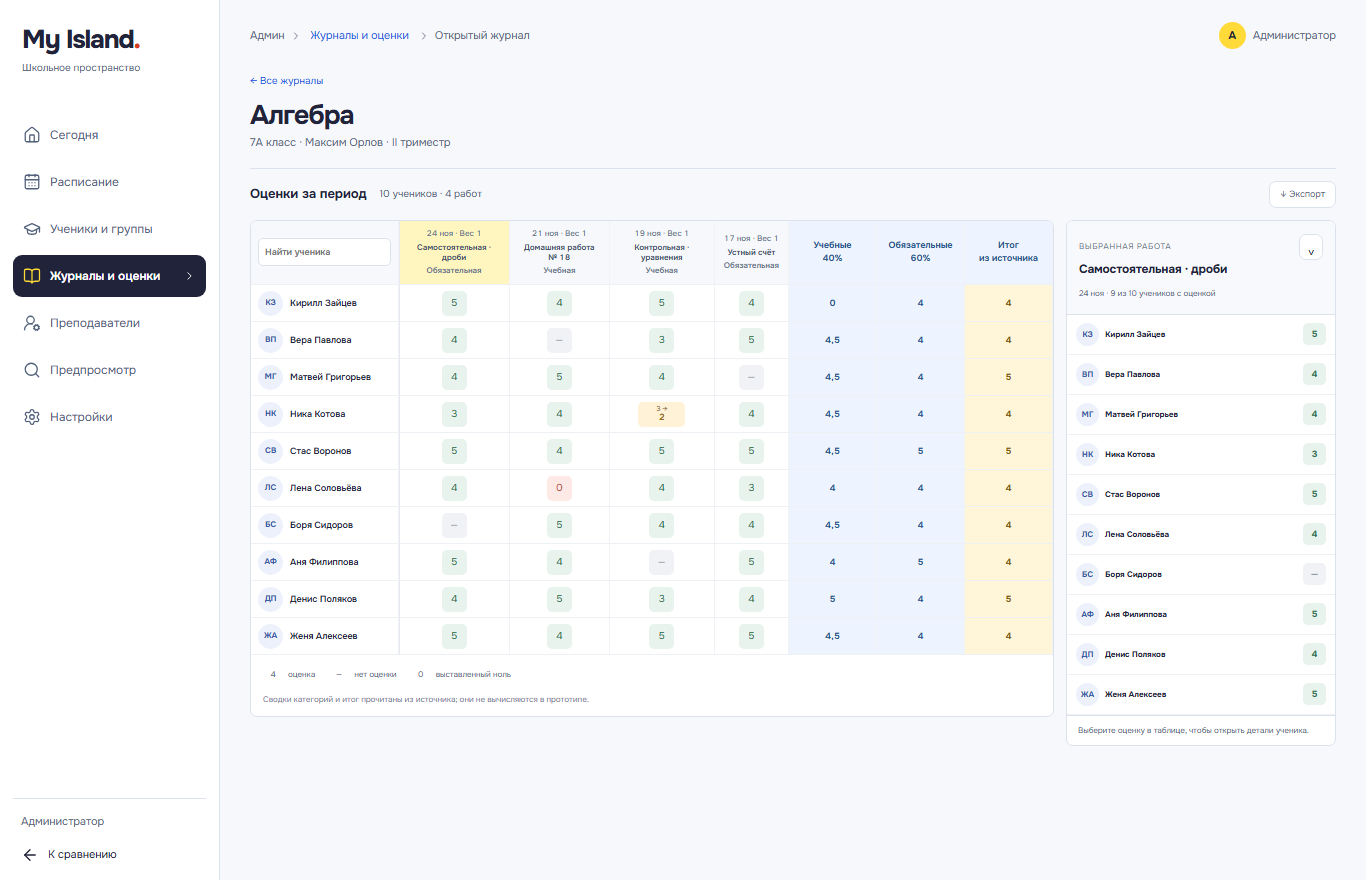 My Island.
Школьное пространство
Сегодня
Расписание
Ученики и группы
Журналы и оценки
Преподаватели
Предпросмотр
Настройки
Администратор
← К сравнению
Админ > Журналы и оценки > Открытый журнал
А Администратор
← Все журналы
Алгебра
7А класс · Максим Орлов · II триместр
Оценки за период 10 учеников · 4 работ
↓ Экспорт
Найти ученика
24 ноя · Вес 1
Самостоятельная ·
дроби
Обязательная
21 ноя · Вес 1
Домашняя работа
№ 18
Учебная
19 ноя · Вес 1
Контрольная ·
уравнения
Учебная
17 ноя · Вес 1
Устный счёт
Обязательная
Учебные
40%
Обязательные
60%
Итог
из источника
КЗ Кирилл Зайцев 5 4 5 4 0 4 4
ВП Вера Павлова 4 – 3 5 4,5 4 4
МГ Матвей Григорьев 4 5 4 – 4,5 4 5
НК Ника Котова 3 4 3 → 2 4 4,5 4 4
СВ Стас Воронов 5 4 5 5 4,5 5 5
ЛС Лена Соловьёва 4 0 4 3 4 4 4
БС Боря Сидоров – 5 4 4 4,5 4 4
АФ Аня Филиппова 5 4 – 5 4 5 4
ДП Денис Поляков 4 5 3 4 5 4 5
ЖА Женя Алексеев 5 4 5 5 4,5 4 4
4 оценка – нет оценки 0 выставленный ноль
Сводки категорий и итог прочитаны из источника; они не вычисляются в прототипе.
ВЫБРАННАЯ РАБОТА
v
Самостоятельная · дроби
24 ноя · 9 из 10 учеников с оценкой
КЗ Кирилл Зайцев 5
ВП Вера Павлова 4
МГ Матвей Григорьев 4
НК Ника Котова 3
СВ Стас Воронов 5
ЛС Лена Соловьёва 4
БС Боря Сидоров –
АФ Аня Филиппова 5
ДП Денис Поляков 4
ЖА Женя Алексеев 5
Выберите оценку в таблице, чтобы открыть детали ученика.